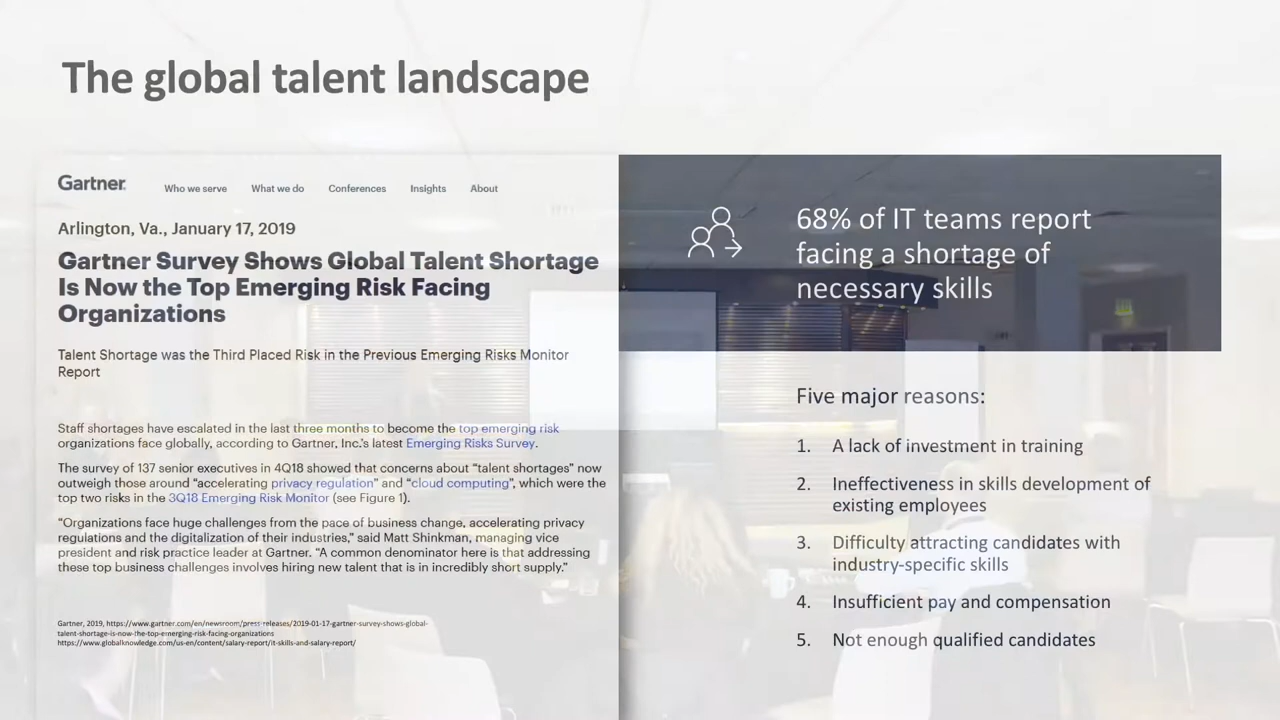 The global talent landscape
Gartner
Who we serve What we do Conferences Insights About
Arlington, Va., January 17, 2019
Gartner Survey Shows Global Talent Shortage
Is Now the Top Emerging Risk Facing
Organizations
Talent Shortage was the Third Placed Risk in the Previous Emerging Risks Monitor
Report
Staff shortages have escalated in the last three months to become the top emerging risk
organizations face globally, according to Gartner, Inc.'s latest Emerging Risks Survey.
The survey of 137 senior executives in 4Q18 showed that concerns about “talent shortages” now
outweigh those around “accelerating privacy regulation” and “cloud computing”, which were the
top two risks in the 3Q18 Emerging Risk Monitor (see Figure 1).
“Organizations face huge challenges from the pace of business change, accelerating privacy
regulations and the digitalization of their industries,” said Matt Shinkman, managing vice
president and risk practice leader at Gartner. “A common denominator here is that addressing
these top business challenges involves hiring new talent that is in incredibly short supply.”
Gartner, 2019, https://www.gartner.com/en/newsroom/press-releases/2019-01-17-gartner-survey-shows-global-
talent-shortage-is-now-the-top-emerging-risk-facing-organizations
https://www.globalknowledge.com/us-en/content/salary-report/it-skills-and-salary-report/
68% of IT teams report
facing a shortage of
necessary skills
Five major reasons:
1. A lack of investment in training
2. Ineffectiveness in skills development of
existing employees
3. Difficulty attracting candidates with
industry-specific skills
4. Insufficient pay and compensation
5. Not enough qualified candidates